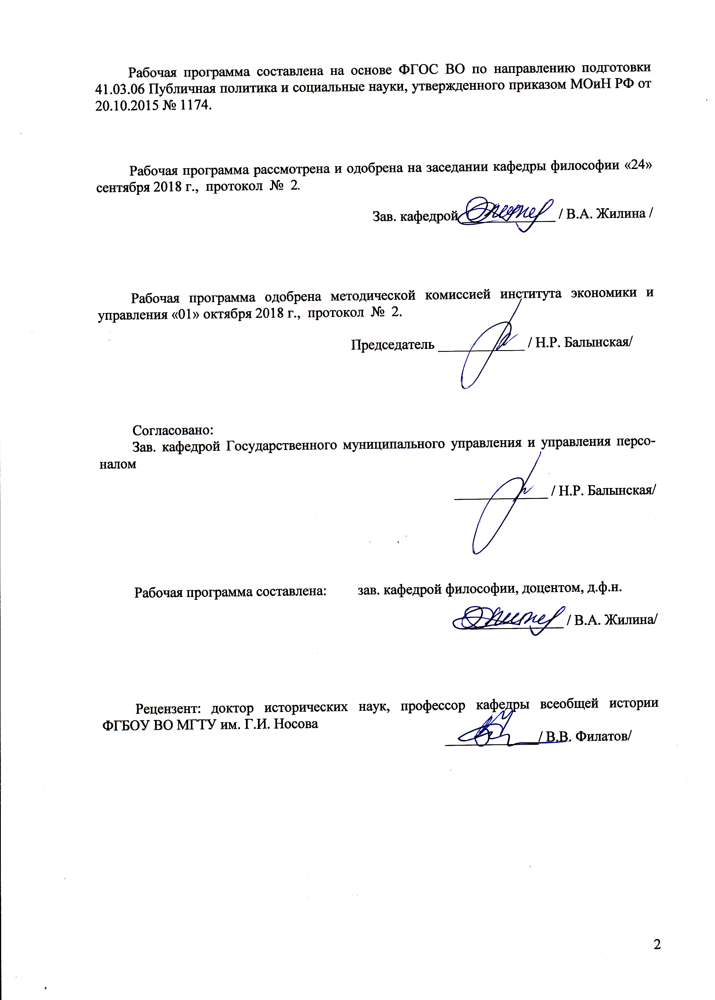 Рабочая программа составлена на основе ФГОС ВО по направлению подготовки
41.03.06 Публичная политика и социальные науки, утвержденного приказом МОиН РФ от
20.10.2015 № 1174.
Рабочая программа рассмотрена и одобрена на заседании кафедры философии «24»
сентября 2018 г., протокол № 2.
Зав. кафедрой / В.А. Жилина /
Рабочая программа одобрена методической комиссией института экономики и
управления «01» октября 2018 г., протокол № 2.
Председатель / Н.Р. Балынская/
Согласовано:
Зав. кафедрой Государственного муниципального управления и управления персо-
налом
/ Н.Р. Балынская/
Рабочая программа составлена: зав. кафедрой философии, доцентом, д.ф.н.
/ В.А. Жилина/
Рецензент: доктор исторических наук, профессор кафедры всеобщей истории
ФГБОУ ВО МГТУ им. Г.И. Носова
/ В.В. Филатов/
2